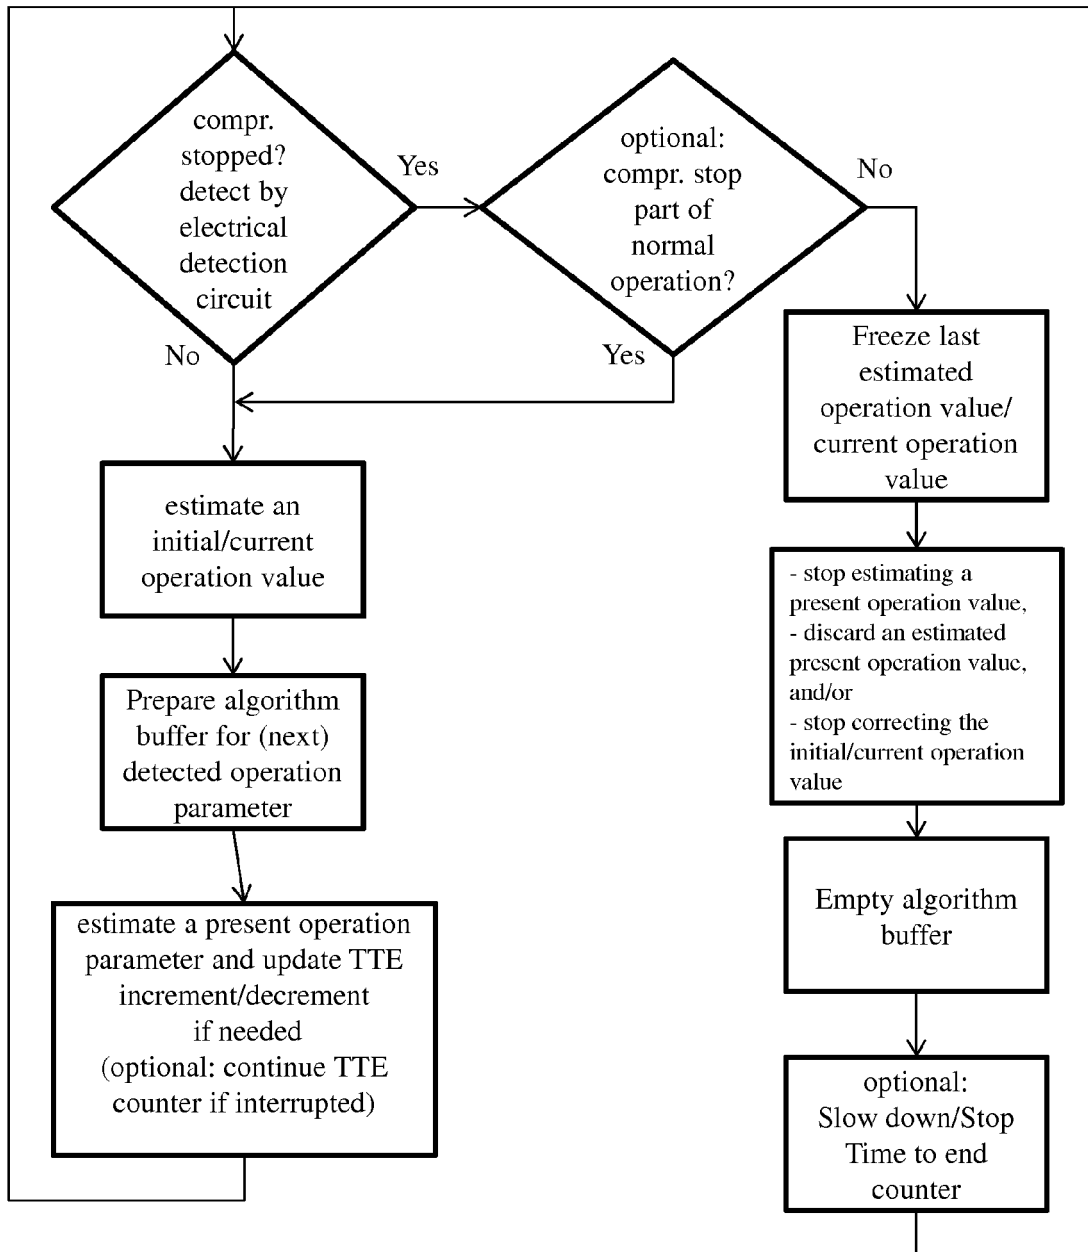 compr.
stopped?
detect by
electrical
detection
circuit
Yes
No
optional:
compr. stop
part of
normal
operation?
No
Yes
Freeze last
estimated
operation value/
current operation
value
estimate an
initial/current
operation value
- stop estimating a
present operation value,
- discard an estimated
present operation value,
and/or
- stop correcting the
initial/current operation
value
Prepare algorithm
buffer for (next)
detected operation
parameter
Empty algorithm
buffer
estimate a present operation
parameter and update TTE
increment/decrement
if needed
(optional: continue TTE
counter if interrupted)
optional:
Slow down/Stop
Time to end
counter